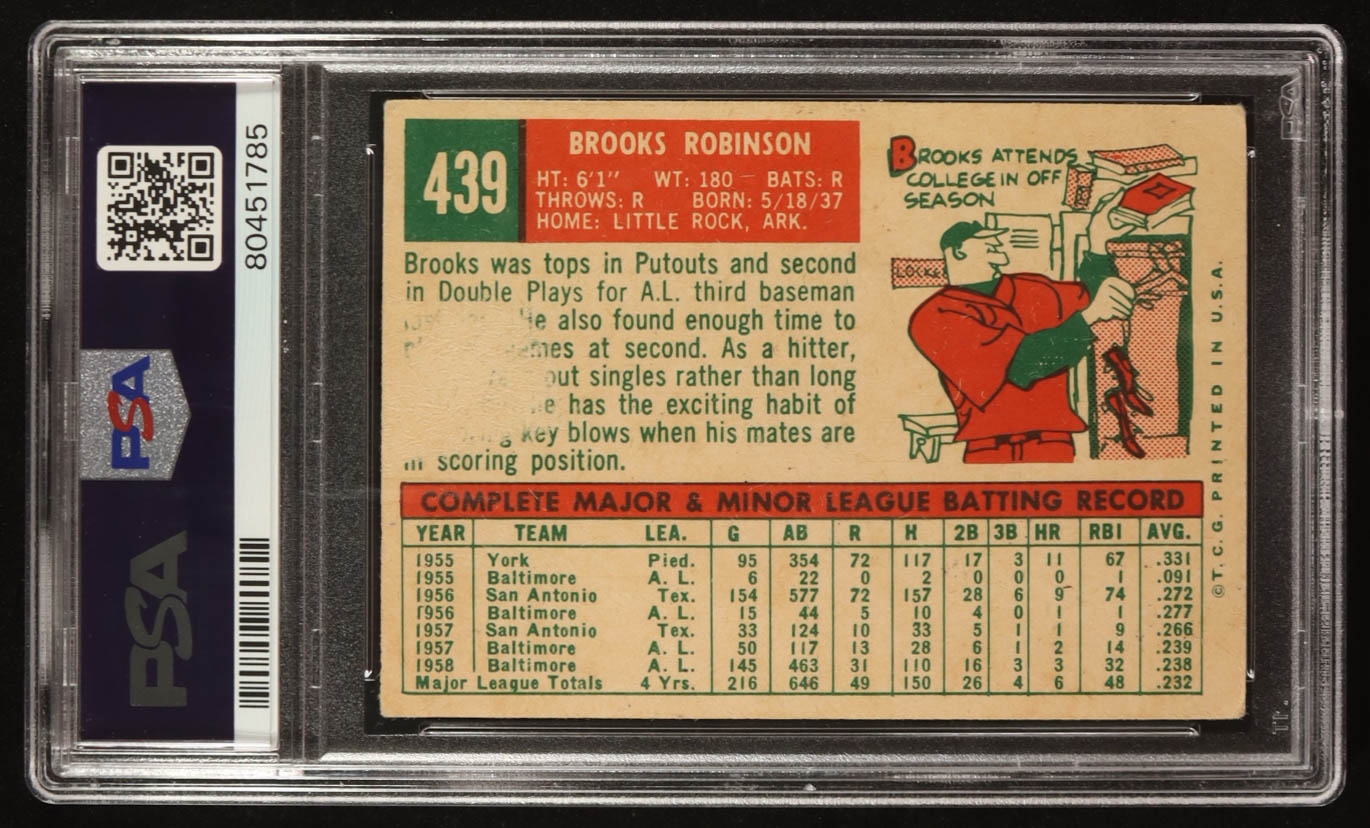 80451785
PSA
PSA
439
BROOKS ROBINSON
HT: 6'1" WT: 180 BATS: R
THROWS: R BORN: 5/18/37
HOME: LITTLE ROCK, ARK.
BROOKS ATTENDS
COLLEGE IN OFF
SEASON
Brooks was tops in Putouts and second
in Double Plays for A.L. third baseman
also found enough time to
at second. As a hitter,
out singles rather than long
has the exciting habit of
key blows when his mates are
in scoring position.
COMPLETE MAJOR & MINOR LEAGUE BATTING RECORD
YEAR TEAM LEA. G AB R H 2B 3B HR RBI AVG.
1955 York Pied. 95 354 72 117 17 3 11 67 .331
1955 Baltimore A. L. 6 22 0 2 0 0 0 1 .091
1956 San Antonio Tex. 154 577 72 157 28 6 9 74 .272
1956 Baltimore A. L. 15 44 5 10 4 0 1 1 .277
1957 San Antonio Tex. 33 124 10 33 5 1 1 9 .266
1957 Baltimore A. L. 50 117 13 28 6 1 2 14 .239
1958 Baltimore A. L. 145 463 31 110 16 3 3 32 .238
Major League Totals 4 Yrs. 216 646 49 150 26 4 6 48 .232
© T. C. G. PRINTED IN U.S.A.
PSA